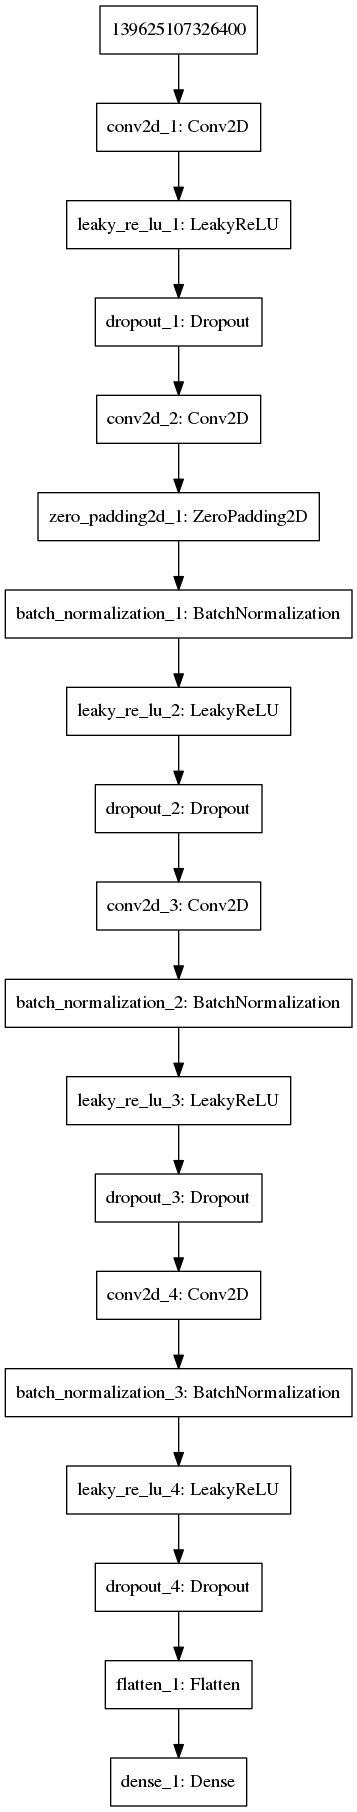 139625107326400
conv2d_1: Conv2D
leaky_re_lu_1: LeakyReLU
dropout_1: Dropout
conv2d_2: Conv2D
zero_padding2d_1: ZeroPadding2D
batch_normalization_1: BatchNormalization
leaky_re_lu_2: LeakyReLU
dropout_2: Dropout
conv2d_3: Conv2D
batch_normalization_2: BatchNormalization
leaky_re_lu_3: LeakyReLU
dropout_3: Dropout
conv2d_4: Conv2D
batch_normalization_3: BatchNormalization
leaky_re_lu_4: LeakyReLU
dropout_4: Dropout
flatten_1: Flatten
dense_1: Dense